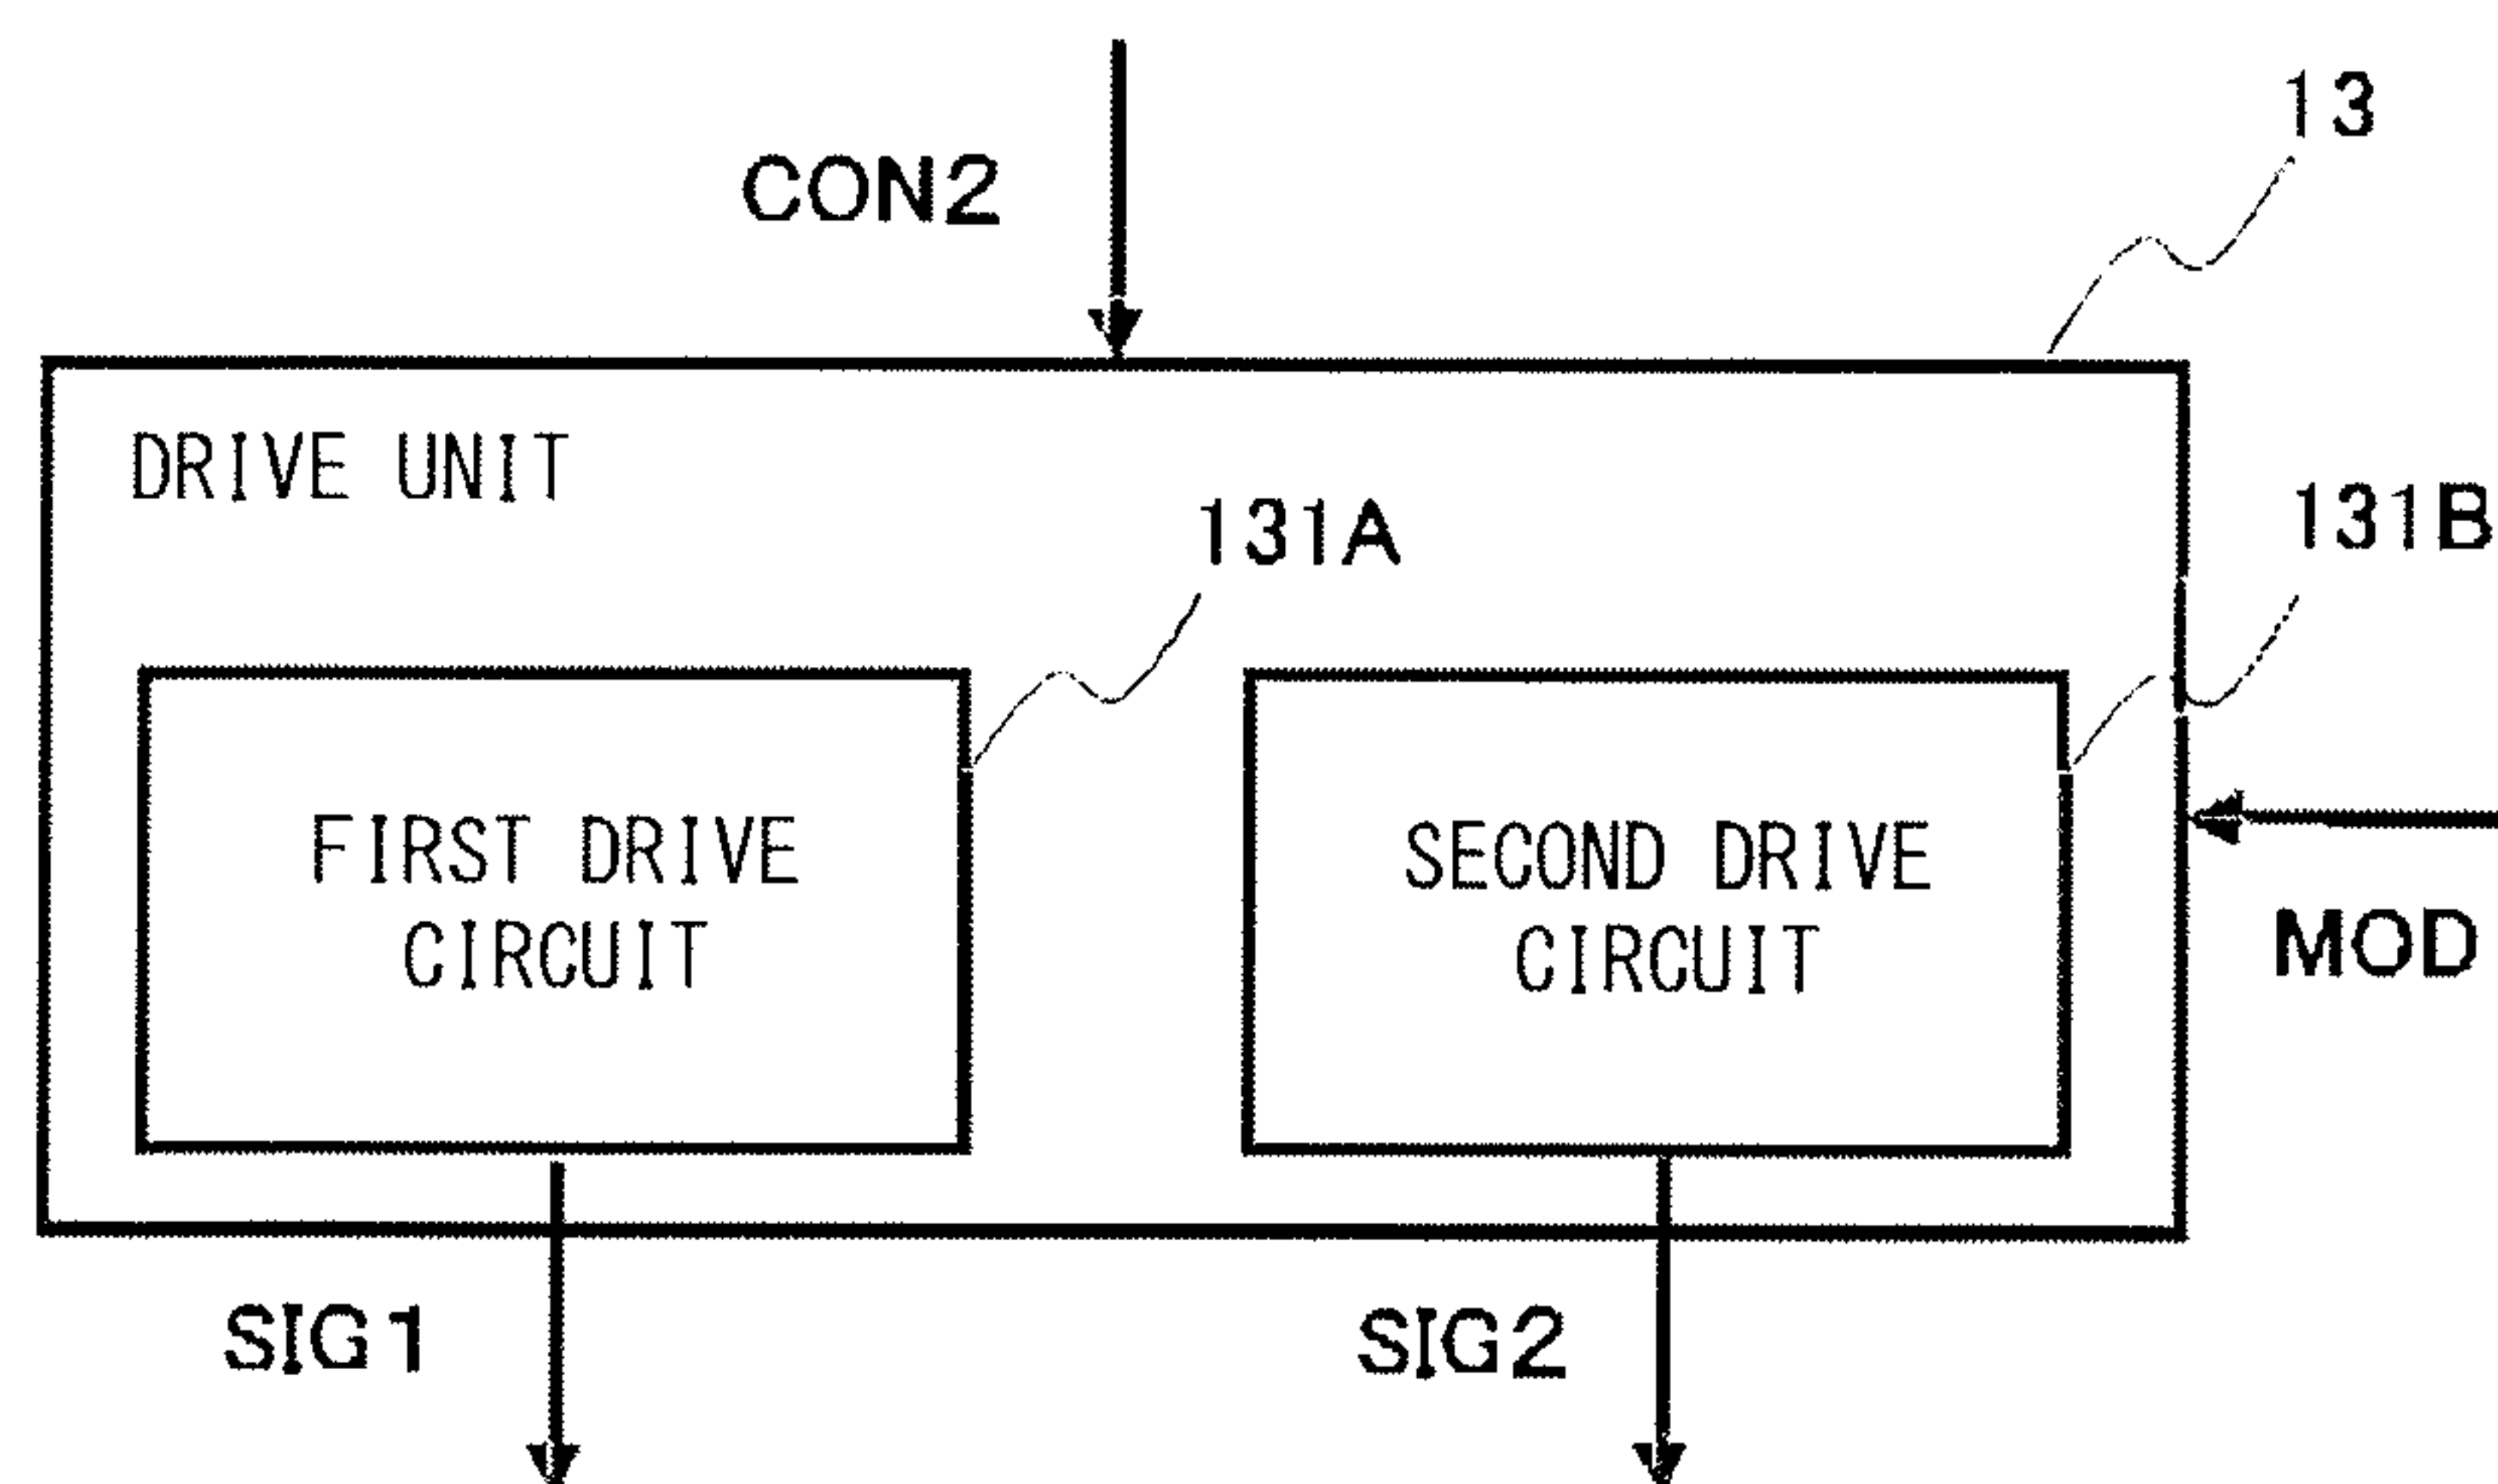 13
CON2
DRIVE UNIT
131A
131B
FIRST DRIVE
CIRCUIT
SECOND DRIVE
CIRCUIT
MOD
SIG1
SIG2